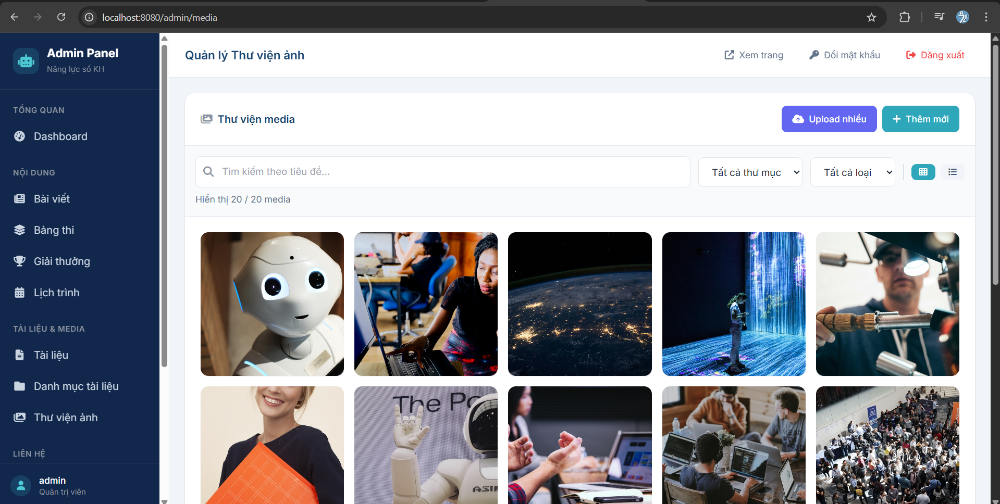 localhost:8080/admin/media
Admin Panel
Năng lực số KH
TỔNG QUAN
Dashboard
NỘI DUNG
Bài viết
Bảng thi
Giải thưởng
Lịch trình
TÀI LIỆU & MEDIA
Tài liệu
Danh mục tài liệu
Thư viện ảnh
LIÊN HỆ
admin
Quản trị viên
Quản lý Thư viện ảnh
Xem trang
Đổi mật khẩu
Đăng xuất
Thư viện media
Upload nhiều
Thêm mới
Tìm kiếm theo tiêu đề...
Tất cả thư mục
Tất cả loại
Hiển thị 20 / 20 media
The Po
ASIM